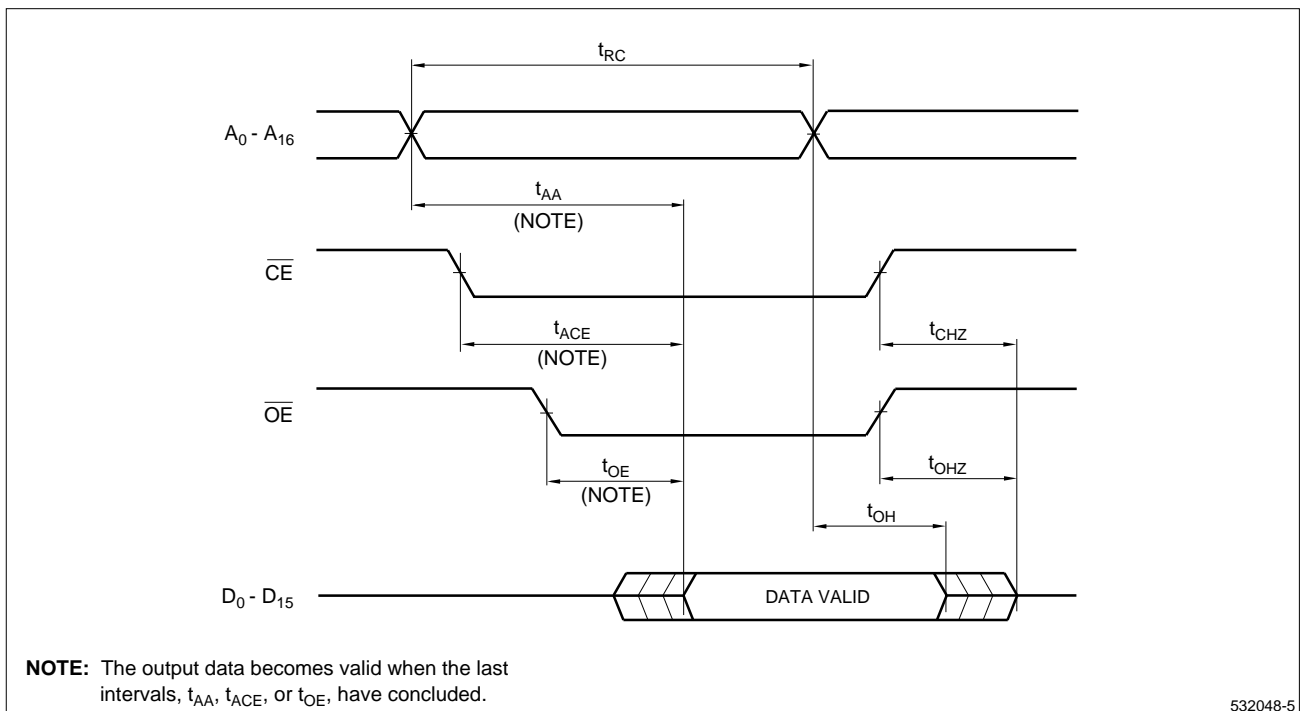 tRC
A0 - A16
tAA
(NOTE)
CE
tACE
(NOTE)
tCHZ
OE
tOE
(NOTE)
tOHZ
tOH
D0 - D15
DATA VALID
NOTE: The output data becomes valid when the last
intervals, tAA, tACE, or tOE, have concluded.
532048-5